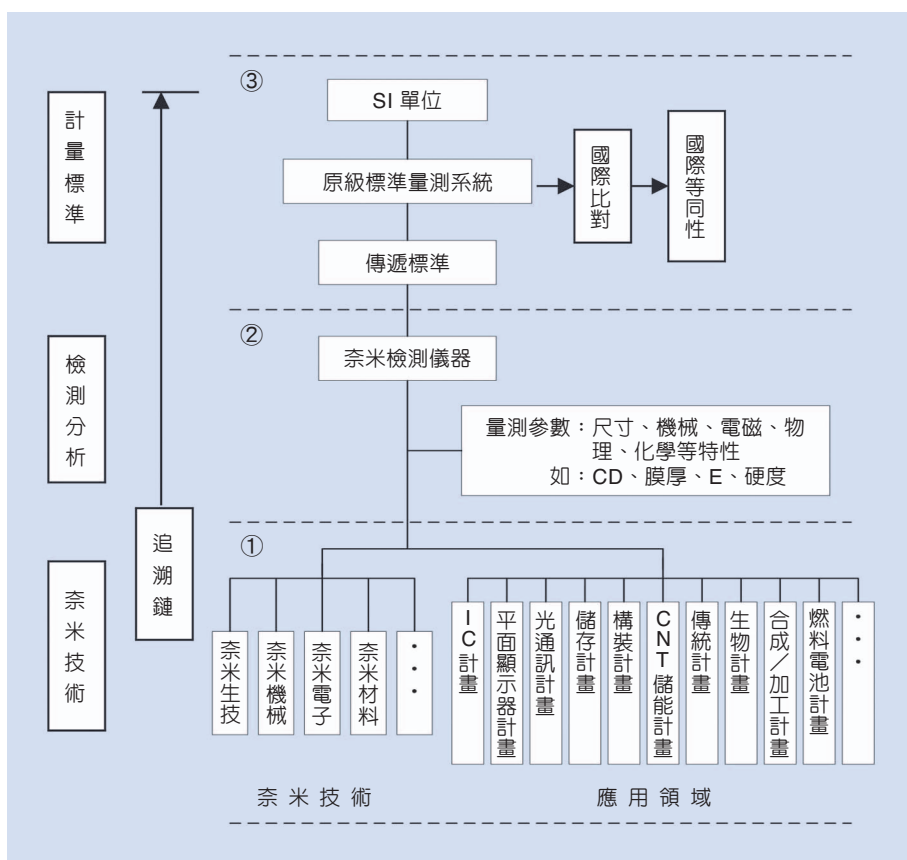 計量標準
檢測分析
奈米技術
追溯鏈
③
SI 單位
原級標準量測系統
傳遞標準
國際比對
國際等同性
②
奈米檢測儀器
量測參數：尺寸、機械、電磁、物
理、化學等特性
如：CD、膜厚、E、硬度
①
奈米生技
奈米機械
奈米電子
奈米材料
・・・
IC計畫
平面顯示器計畫
光通訊計畫
儲存計畫
構裝計畫
CNT儲能計畫
傳統計畫
生物計畫
合成／加工計畫
燃料電池計畫
・・・
奈米技術
應用領域